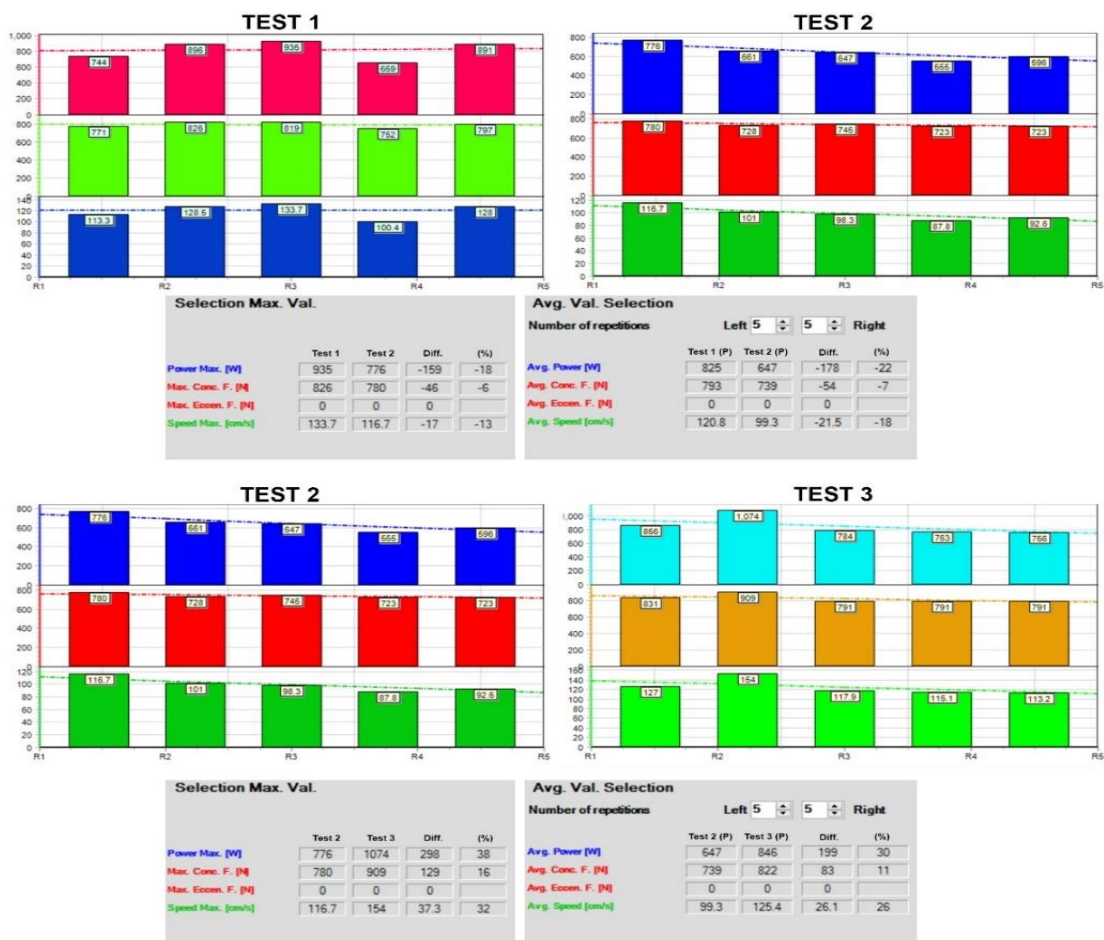 TEST 1
1,000
800
600
400
200
0
744 896 935 659 891
800
600
400
200
0
771 826 819 752 797
140
120
100
80
60
40
20
0
113.3 128.6 133.7 100.4 128
R1 R2 R3 R4 R5
TEST 2
800
600
400
200
0
776 661 647 555 596
800
600
400
200
0
780 728 745 723 723
120
100
80
60
40
20
0
116.7 101 98.3 87.8 92.6
R1 R2 R3 R4 R5
Selection Max. Val.
Test 1 Test 2 Diff. (%)
Power Max. [W] 935 776 -159 -18
Max. Conc. F. [N] 826 780 -46 -6
Max. Eccen. F. [N] 0 0 0
Speed Max. [cm/s] 133.7 116.7 -17 -13
Avg. Val. Selection
Number of repetitions Left 5 5 Right
Test 1 (P) Test 2 (P) Diff. (%)
Avg. Power [W] 825 647 -178 -22
Avg. Conc. F. [N] 793 739 -54 -7
Avg. Eccen. F. [N] 0 0 0
Avg. Speed [cm/s] 120.8 99.3 -21.5 -18
TEST 2
800
600
400
200
0
776 661 647 555 596
800
600
400
200
0
780 728 745 723 723
120
100
80
60
40
20
0
116.7 101 98.3 87.8 92.6
R1 R2 R3 R4 R5
TEST 3
1,000
800
600
400
200
0
856 1,074 784 763 756
800
600
400
200
0
831 909 791 791 791
160
140
120
100
80
60
40
20
0
127 154 117.9 115.1 113.2
R1 R2 R3 R4 R5
Selection Max. Val.
Test 2 Test 3 Diff. (%)
Power Max. [W] 776 1074 298 38
Max. Conc. F. [N] 780 909 129 16
Max. Eccen. F. [N] 0 0 0
Speed Max. [cm/s] 116.7 154 37.3 32
Avg. Val. Selection
Number of repetitions Left 5 5 Right
Test 2 (P) Test 3 (P) Diff. (%)
Avg. Power [W] 647 846 199 30
Avg. Conc. F. [N] 739 822 83 11
Avg. Eccen. F. [N] 0 0 0
Avg. Speed [cm/s] 99.3 125.4 26.1 26